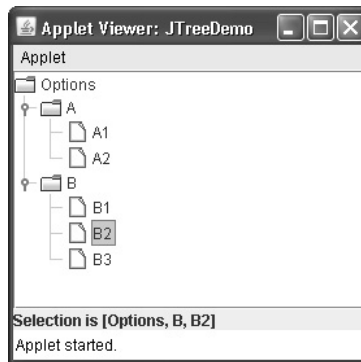 Applet Viewer: JTreeDemo
Applet
Options
A
A1
A2
B
B1
B2
B3
Selection is [Options, B, B2]
Applet started.